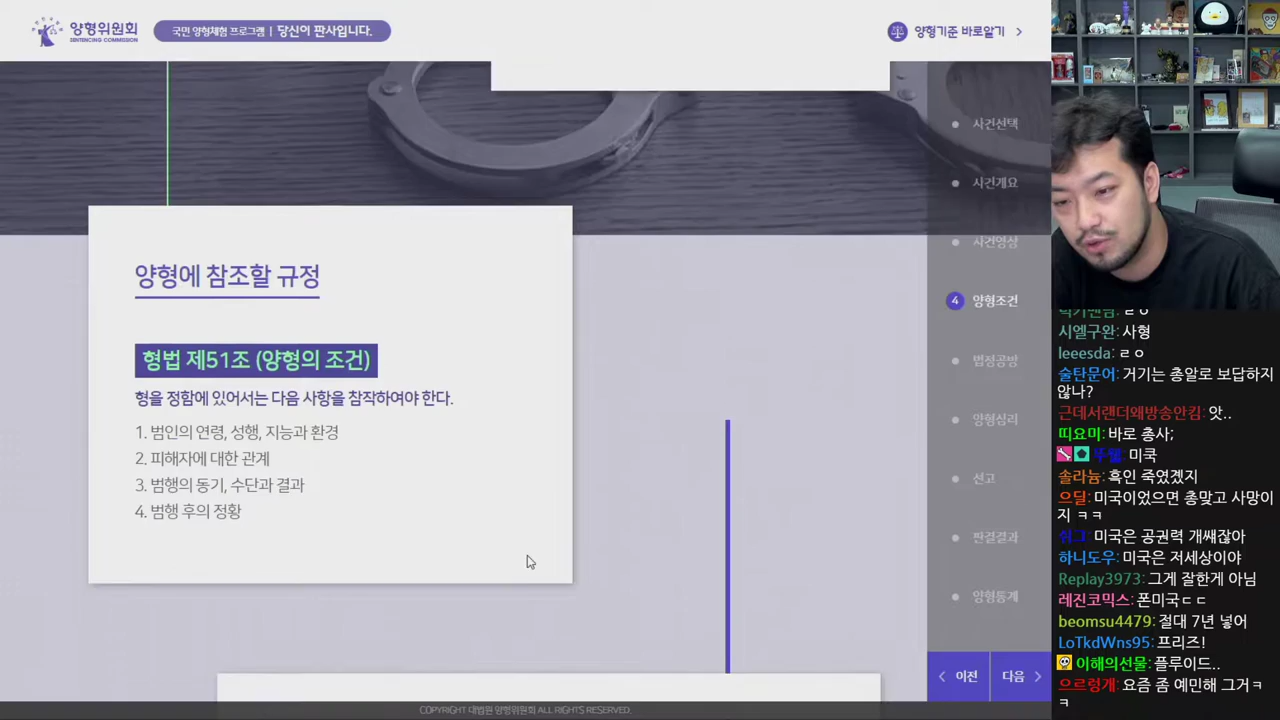 양형위원회
SENTENCING COMMISSION
국민 양형체험 프로그램 | 당신이 판사입니다.
양형기준 바로알기
양형에 참조할 규정
형법 제51조 (양형의 조건)
형을 정함에 있어서는 다음 사항을 참작하여야 한다.
1. 범인의 연령, 성행, 지능과 환경
2. 피해자에 대한 관계
3. 범행의 동기, 수단과 결과
4. 범행 후의 정황
사건선택
사건개요
사건영상
4 양형조건
법정공방
양형심리
선고
판결결과
양형통계
이전
다음
COPYRIGHT 대법원 양형위원회 ALL RIGHTS RESERVED.
시엘구완: 사형
leeesda: ㄹㅇ
술탄문어: 거기는 총알로 보답하지
않나?
근데서랜더왜방송안킴: 앗..
띠요미: 바로 총사;
미쿡
솔라늄: 흑인 죽였겠지
으딜: 미국이었으면 총맞고 사망이
지 ㅋㅋ
심그: 미국은 공권력 개쌔잖아
하니도우: 미국은 저세상이야
Replay3973: 그게 잘한게 아님
레진코믹스: 폰미국ㄷㄷ
beomsu4479: 절대 7년 넣어
LoTkdWns95: 프리즈!
이해의선물: 플루이드..
으르렁개: 요즘 좀 예민해 그거ㅋ
ㅋ